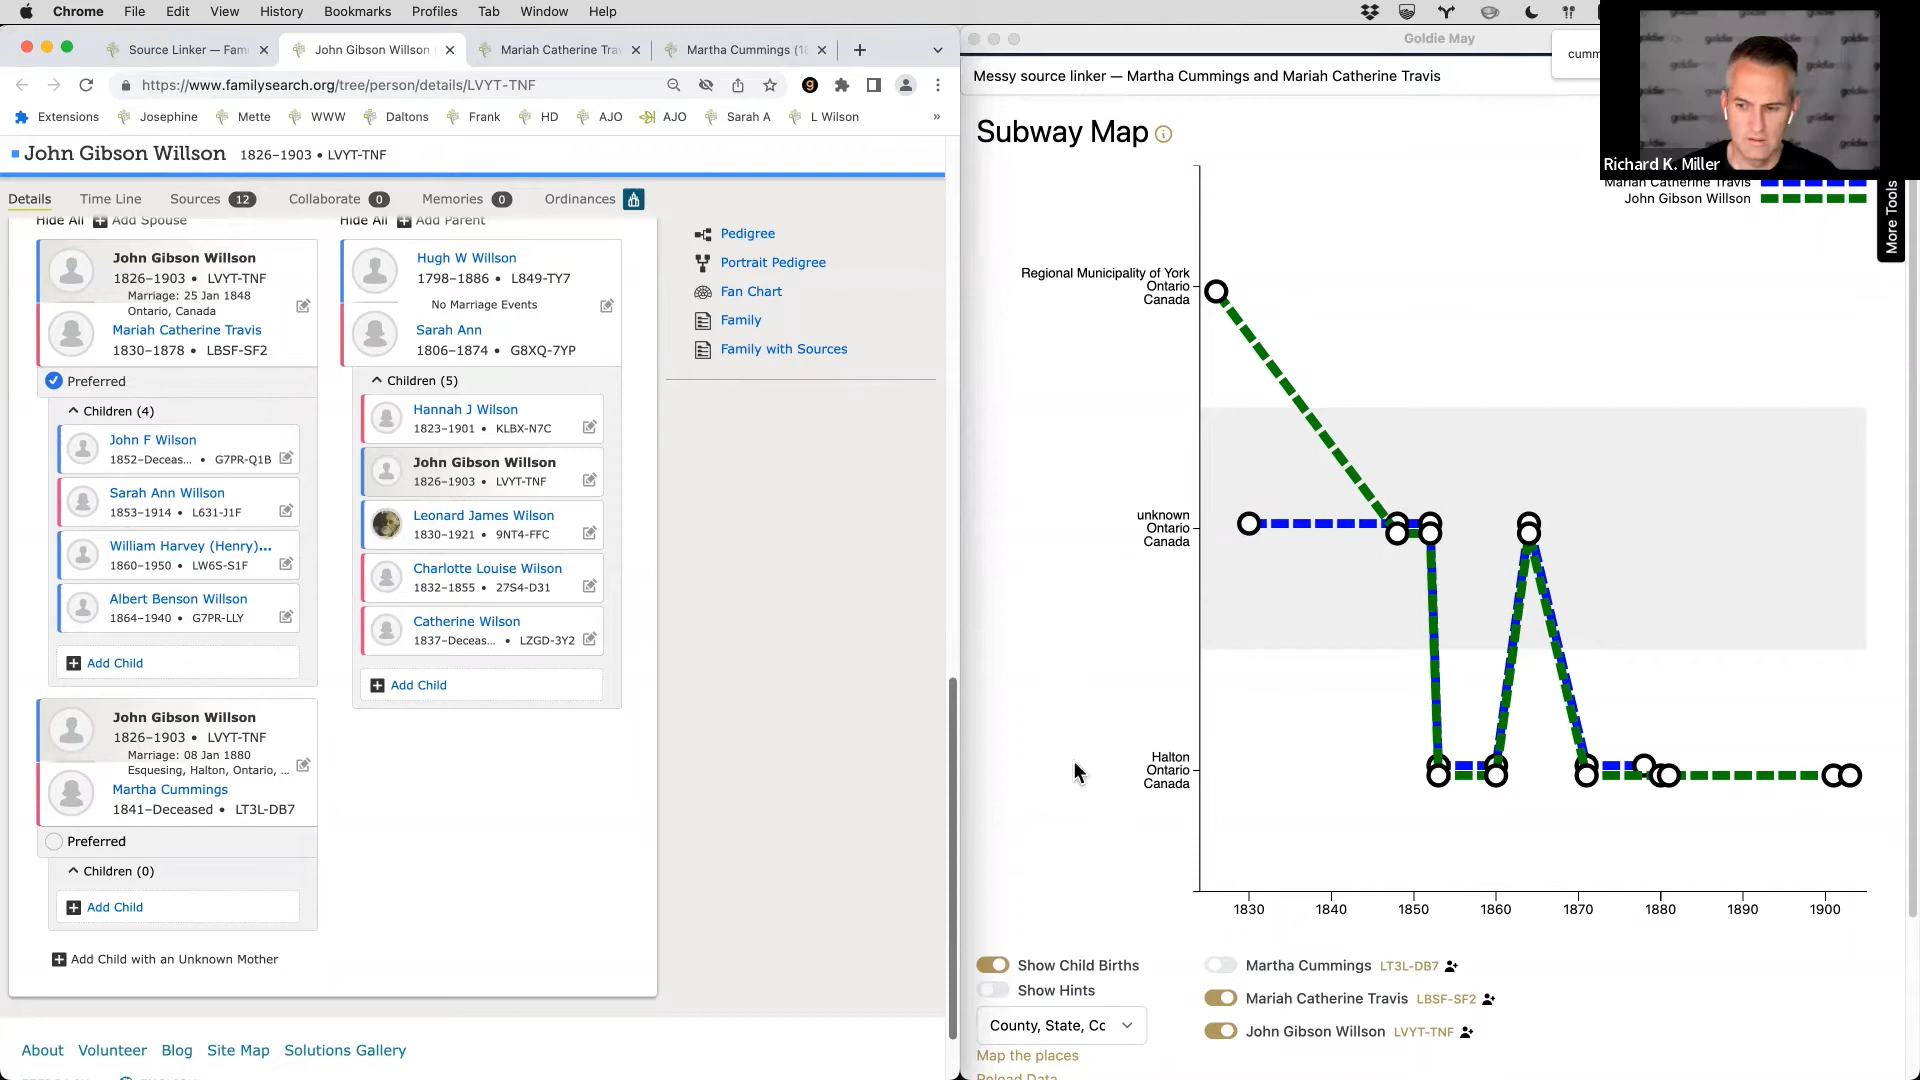 Chrome File Edit View History Bookmarks Profiles Tab Window Help
Source Linker — Fam
John Gibson Willson
Mariah Catherine Tra
Martha Cummings (18
https://www.familysearch.org/tree/person/details/LVYT-TNF
Extensions Josephine Mette WWW Daltons Frank HD AJO AJO Sarah A L Wilson »
John Gibson Willson 1826–1903 • LVYT-TNF
Details Time Line Sources 12 Collaborate 0 Memories 0 Ordinances
Hide All Add Spouse
John Gibson Willson
1826–1903 • LVYT-TNF
Marriage: 25 Jan 1848
Ontario, Canada
Mariah Catherine Travis
1830–1878 • LBSF-SF2
Preferred
Children (4)
John F Wilson
1852–Deceas... • G7PR-Q1B
Sarah Ann Willson
1853–1914 • L631-J1F
William Harvey (Henry)...
1860–1950 • LW6S-S1F
Albert Benson Willson
1864–1940 • G7PR-LLY
Add Child
John Gibson Willson
1826–1903 • LVYT-TNF
Marriage: 08 Jan 1880
Esquesing, Halton, Ontario, ...
Martha Cummings
1841–Deceased • LT3L-DB7
Preferred
Children (0)
Add Child
Add Child with an Unknown Mother
Hide All Add Parent
Hugh W Willson
1798–1886 • L849-TY7
No Marriage Events
Sarah Ann
1806–1874 • G8XQ-7YP
Children (5)
Hannah J Wilson
1823–1901 • KLBX-N7C
John Gibson Willson
1826–1903 • LVYT-TNF
Leonard James Wilson
1830–1921 • 9NT4-FFC
Charlotte Louise Wilson
1832–1855 • 27S4-D31
Catherine Wilson
1837–Deceas... • LZGD-3Y2
Add Child
Pedigree
Portrait Pedigree
Fan Chart
Family
Family with Sources
About Volunteer Blog Site Map Solutions Gallery
Goldie May
Messy source linker — Martha Cummings and Mariah Catherine Travis
cumm
Richard K. Miller
Subway Map
Mariah Catherine Travis
John Gibson Willson
More Tools
Regional Municipality of York
Ontario
Canada
unknown
Ontario
Canada
Halton
Ontario
Canada
1830 1840 1850 1860 1870 1880 1890 1900
Show Child Births
Show Hints
County, State, Cc
Map the places
Reload Data
Martha Cummings LT3L-DB7
Mariah Catherine Travis LBSF-SF2
John Gibson Willson LVYT-TNF